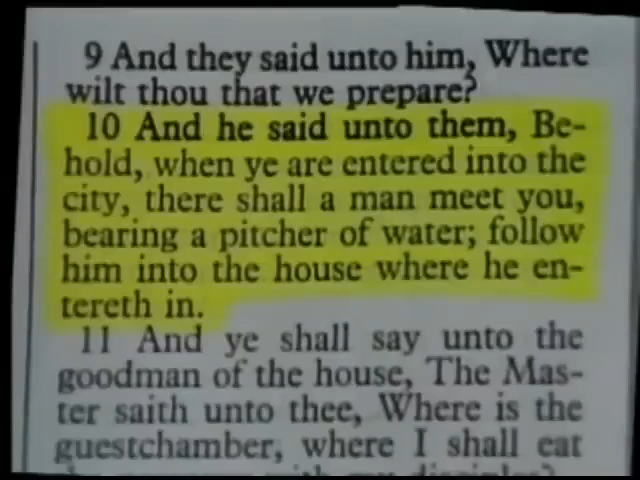 9 And they said unto him, Where
wilt thou that we prepare?
10 And he said unto them, Be-
hold, when ye are entered into the
city, there shall a man meet you,
bearing a pitcher of water; follow
him into the house where he en-
tereth in.
11 And ye shall say unto the
goodman of the house, The Mas-
ter saith unto thee, Where is the
guestchamber, where I shall eat
with my disciples?